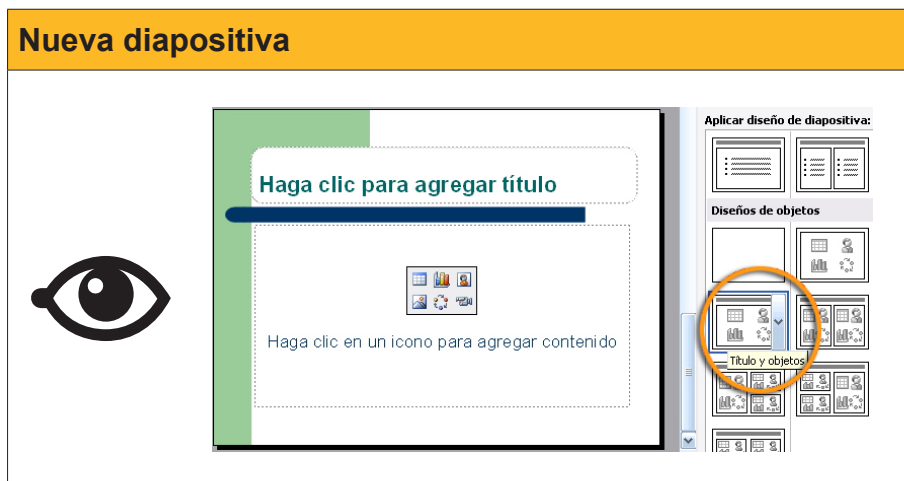 Nueva diapositiva
Aplicar diseño de diapositiva:
Haga clic para agregar título
Diseños de objetos
Haga clic en un icono para agregar contenido
Título y objetos